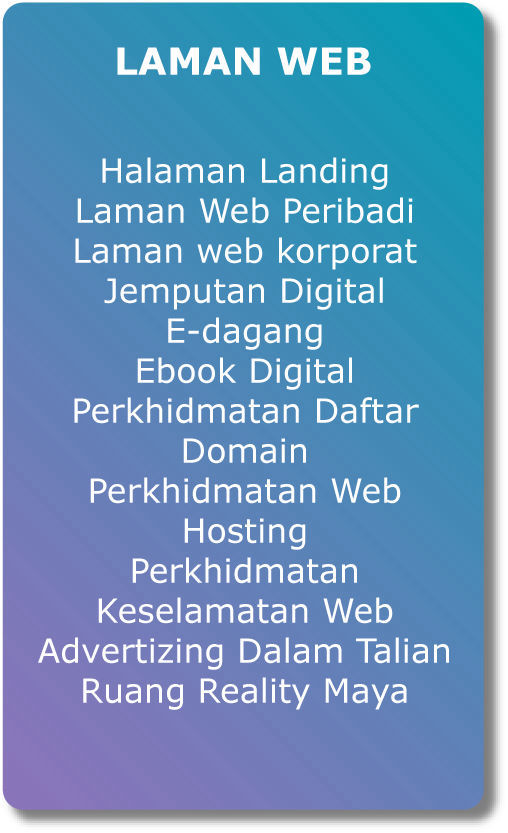 LAMAN WEB
Halaman Landing
Laman Web Peribadi
Laman web korporat
Jemputan Digital
E-dagang
Ebook Digital
Perkhidmatan Daftar
Domain
Perkhidmatan Web
Hosting
Perkhidmatan
Keselamatan Web
Advertizing Dalam Talian
Ruang Reality Maya